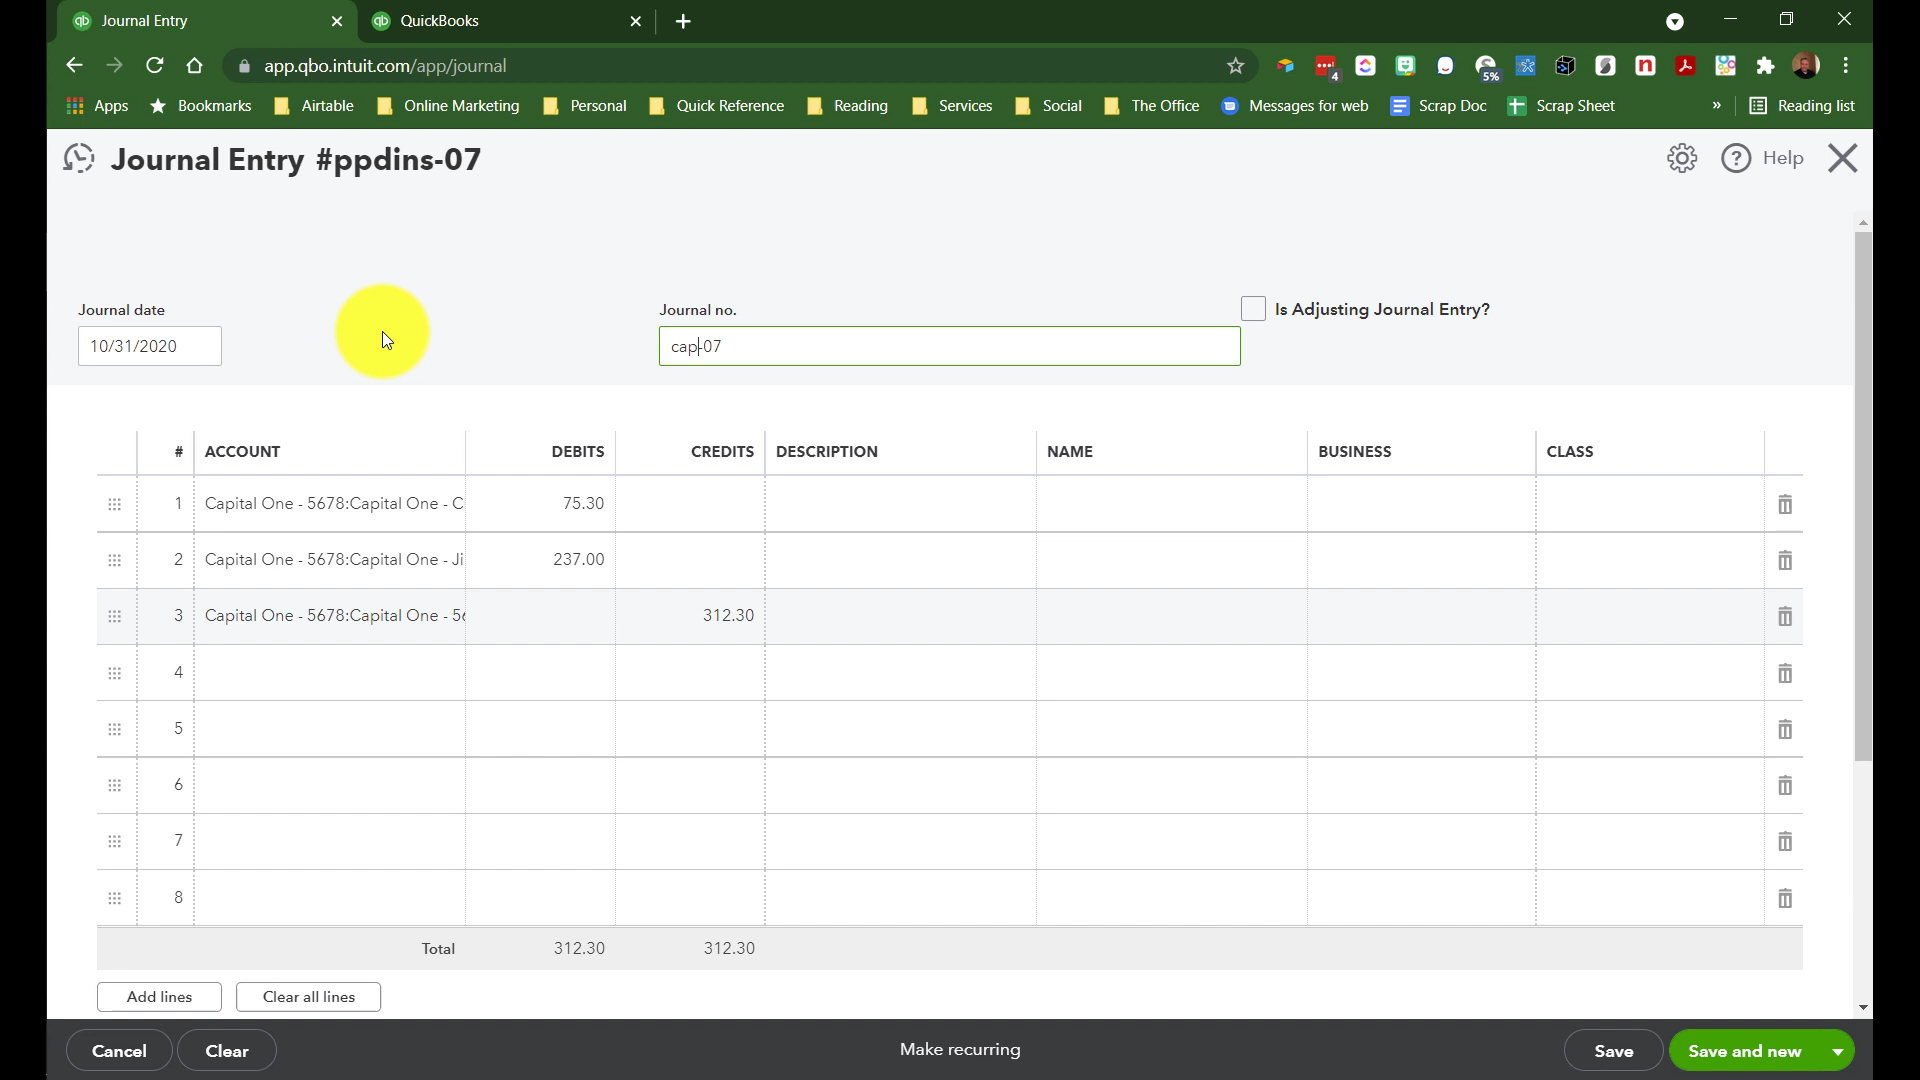 Journal Entry
QuickBooks
app.qbo.intuit.com/app/journal
4
5%
Apps
Bookmarks
Airtable
Online Marketing
Personal
Quick Reference
Reading
Services
Social
The Office
Messages for web
Scrap Doc
Scrap Sheet
»
Reading list
Journal Entry #ppdins-07
Help
Journal date
10/31/2020
Journal no.
cap-07
Is Adjusting Journal Entry?
# ACCOUNT DEBITS CREDITS DESCRIPTION NAME BUSINESS CLASS
1 Capital One - 5678:Capital One - C 75.30
2 Capital One - 5678:Capital One - Ji 237.00
3 Capital One - 5678:Capital One - 56 312.30
4
5
6
7
8
Total 312.30 312.30
Add lines
Clear all lines
Cancel
Clear
Make recurring
Save
Save and new